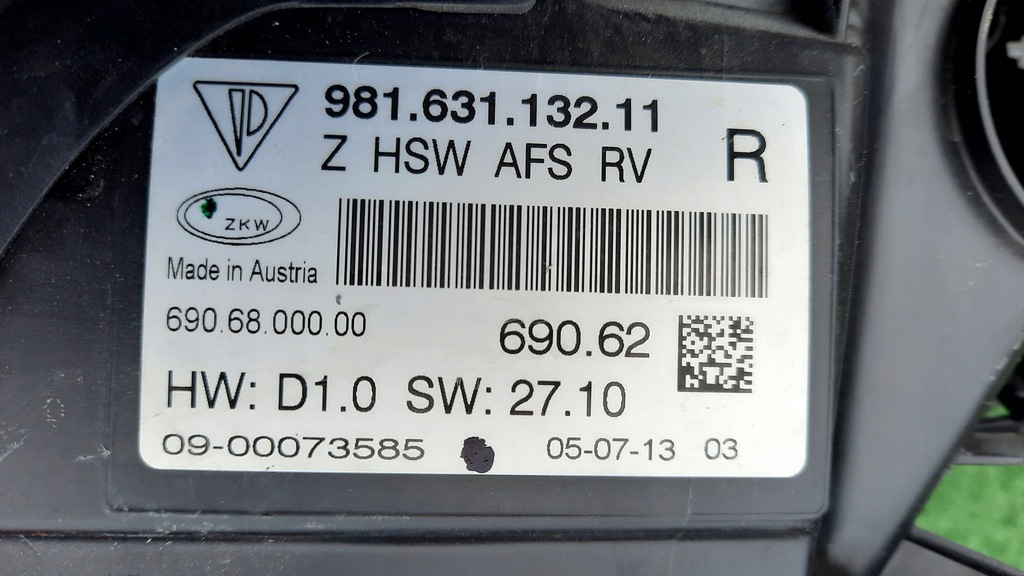 981.631.132.11
Z HSW AFS RV
R
ZKW
Made in Austria
690.68.000.00
690.62
HW: D1.0 SW: 27.10
09-00073585
05-07-13 03